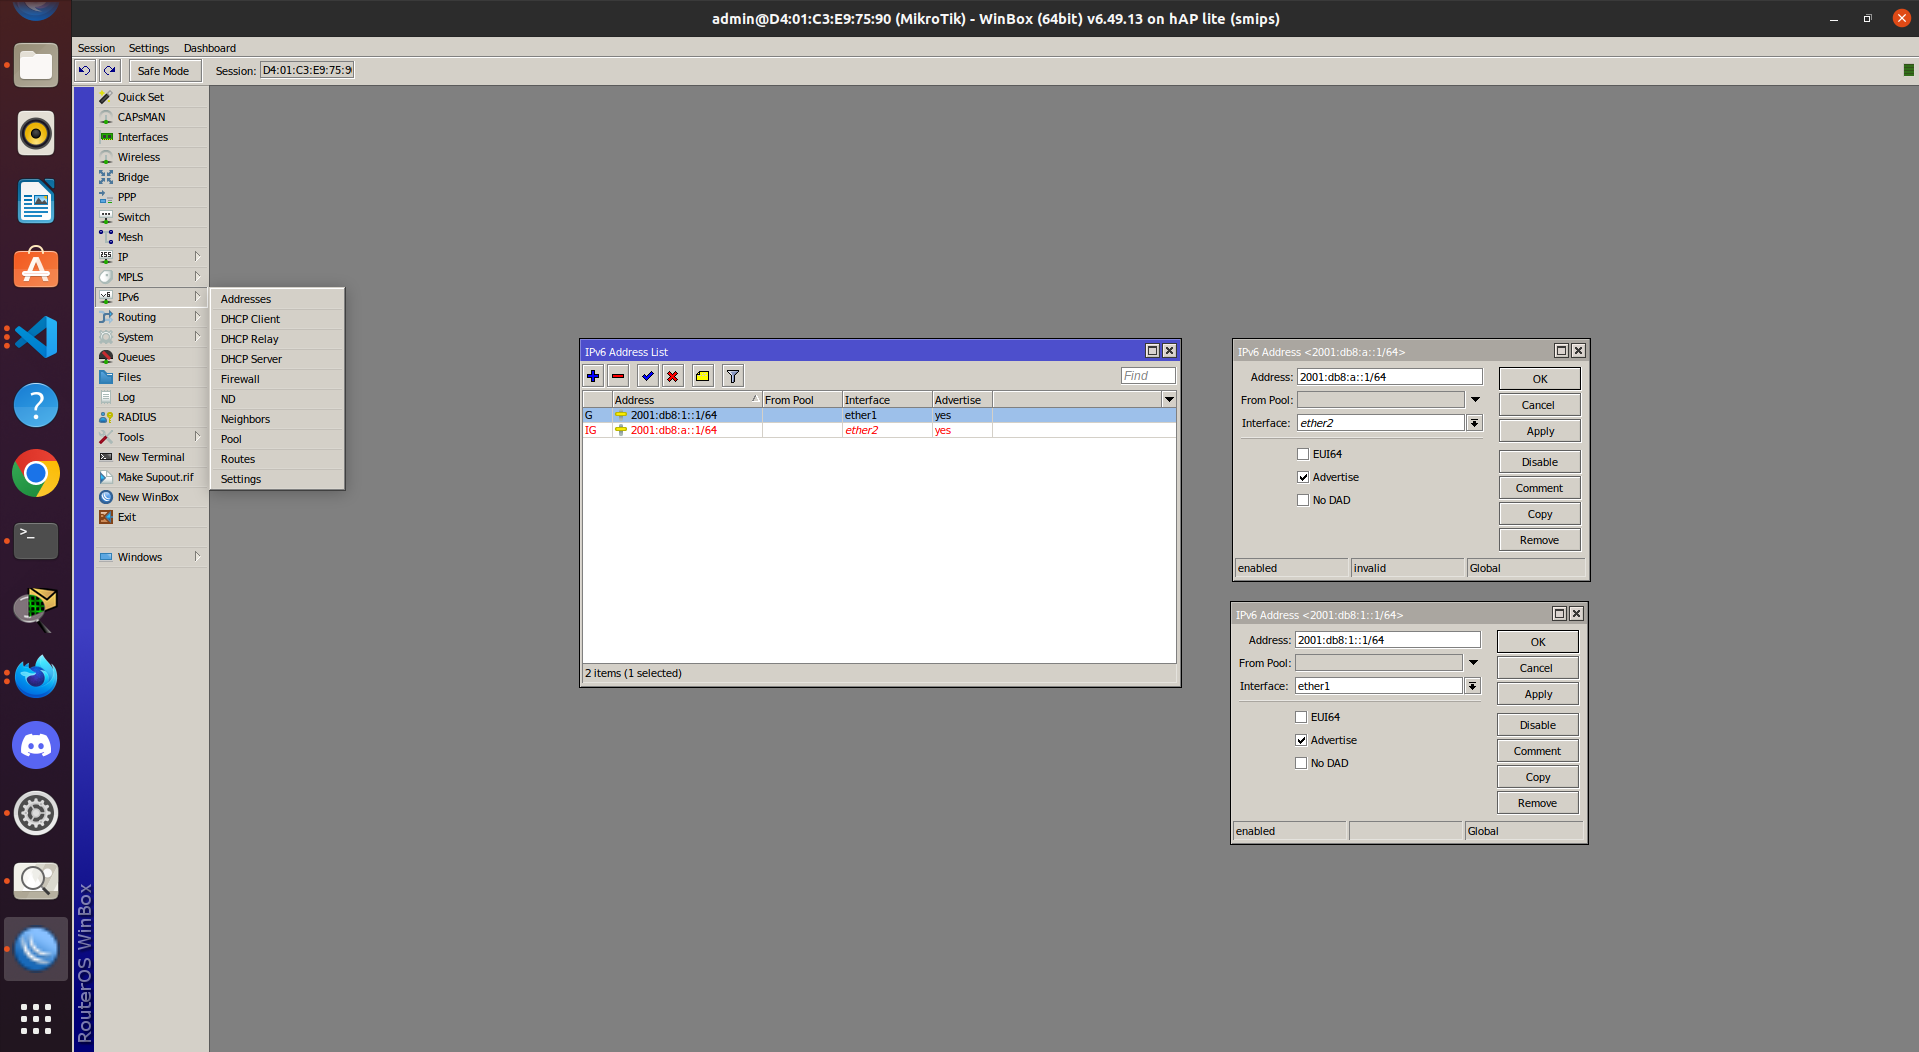 admin@D4:01:C3:E9:75:90 (MikroTik) - WinBox (64bit) v6.49.13 on hAP lite (smips)
Session Settings Dashboard
Safe Mode Session: D4:01:C3:E9:75:9
Quick Set
CAPsMAN
Interfaces
Wireless
Bridge
PPP
Switch
Mesh
IP
MPLS
IPv6
Routing
System
Queues
Files
Log
RADIUS
Tools
New Terminal
Make Supout.rif
New WinBox
Exit
Windows
RouterOS WinBox
Addresses
DHCP Client
DHCP Relay
DHCP Server
Firewall
ND
Neighbors
Pool
Routes
Settings
IPv6 Address List
Find
Address From Pool Interface Advertise
G 2001:db8:1::1/64 ether1 yes
IG 2001:db8:a::1/64 ether2 yes
2 items (1 selected)
IPv6 Address <2001:db8:a::1/64>
Address: 2001:db8:a::1/64
From Pool:
Interface: ether2
EUI64
Advertise
No DAD
OK
Cancel
Apply
Disable
Comment
Copy
Remove
enabled invalid Global
IPv6 Address <2001:db8:1::1/64>
Address: 2001:db8:1::1/64
From Pool:
Interface: ether1
EUI64
Advertise
No DAD
OK
Cancel
Apply
Disable
Comment
Copy
Remove
enabled Global